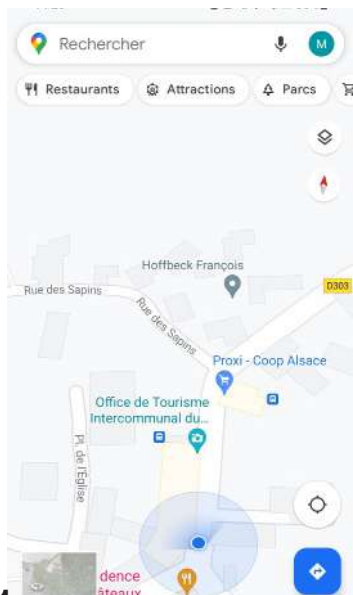 Rechercher
M
Restaurants
Attractions
Parcs
Hoffbeck François
Rue des Sapins
D303
Rue des Sapins
Proxi - Coop Alsace
Office de Tourisme
Intercommunal du...
Pl. de l'Église
dence
âteaux